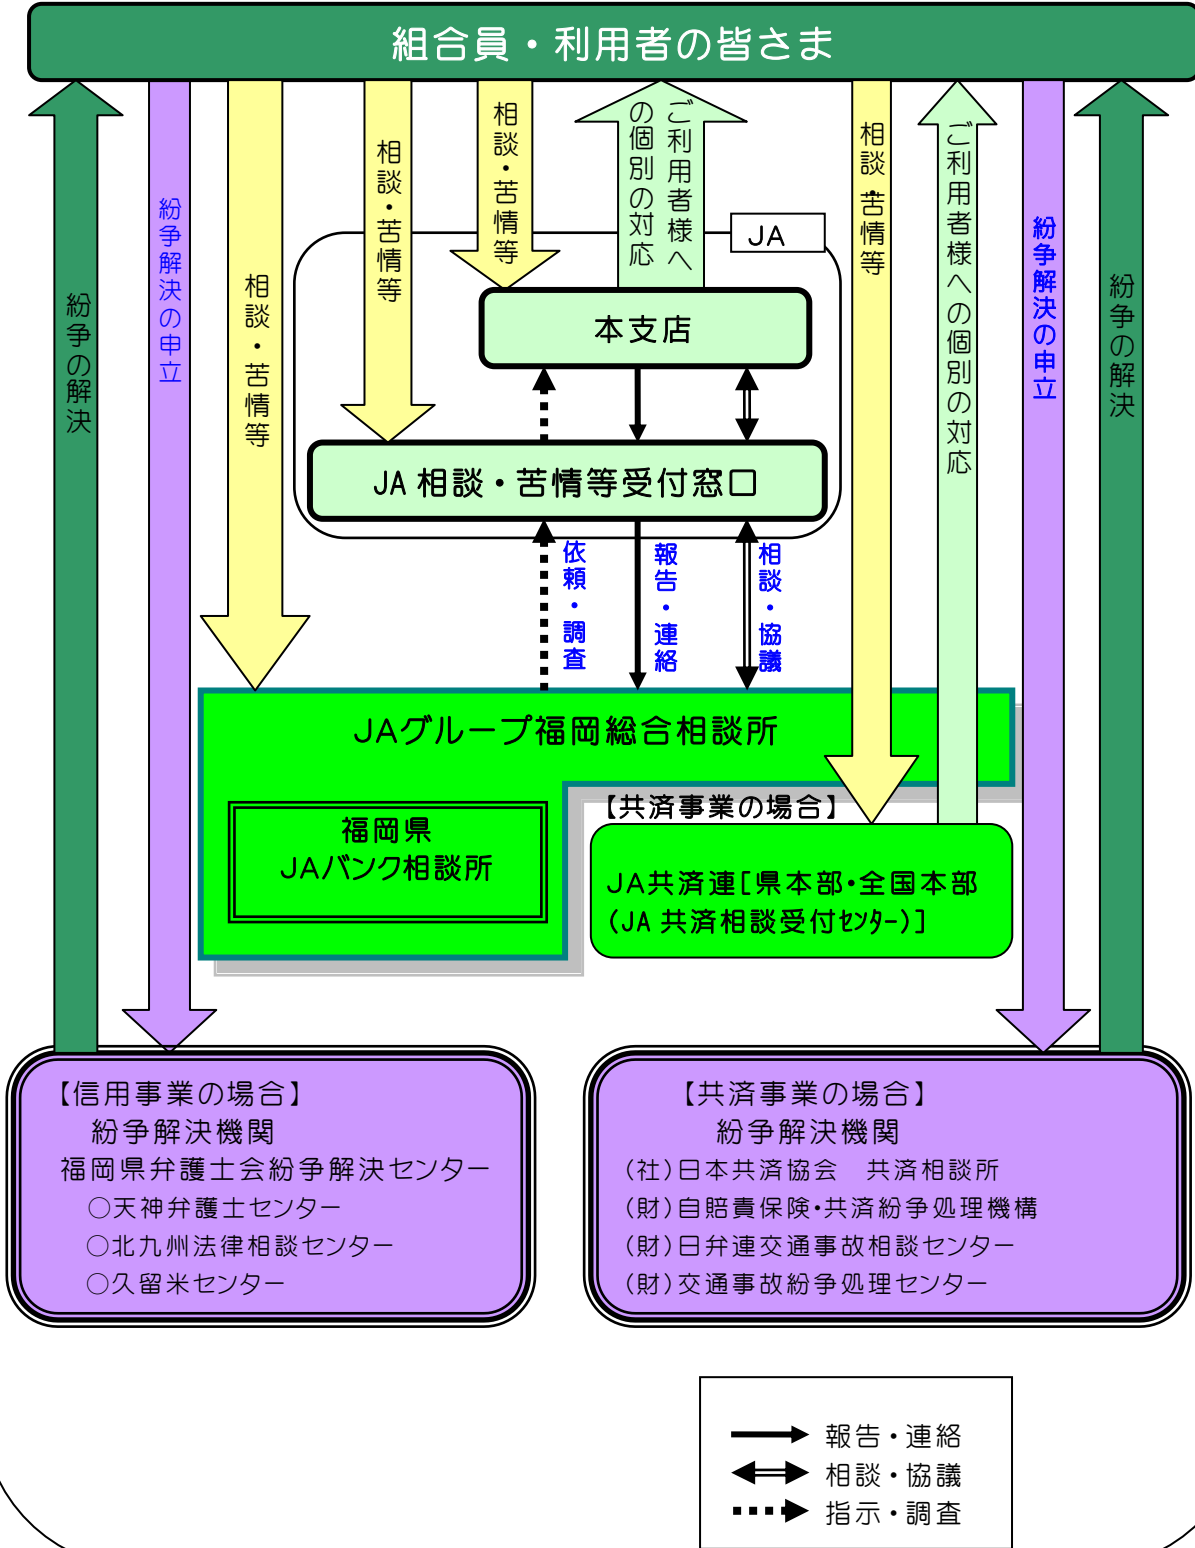 組合員・利用者の皆さま
紛争の解決
紛争解決の申立
相談・苦情等
相談・苦情等
相談・苦情等
ご利用者様へ
の個別の対応
相談・苦情等
ご利用者様への個別の対応
紛争解決の申立
紛争の解決
JA
本支店
JA 相談・苦情等受付窓口
依頼・調査
報告・連絡
相談・協議
JAグループ福岡総合相談所
福岡県
JAバンク相談所
【共済事業の場合】
JA共済連[県本部・全国本部
(JA 共済相談受付ｾﾝﾀｰ)]
【信用事業の場合】
紛争解決機関
福岡県弁護士会紛争解決センター
○天神弁護士センター
○北九州法律相談センター
○久留米センター
【共済事業の場合】
紛争解決機関
(社)日本共済協会　共済相談所
(財)自賠責保険・共済紛争処理機構
(財)日弁連交通事故相談センター
(財)交通事故紛争処理センター
報告・連絡
相談・協議
指示・調査